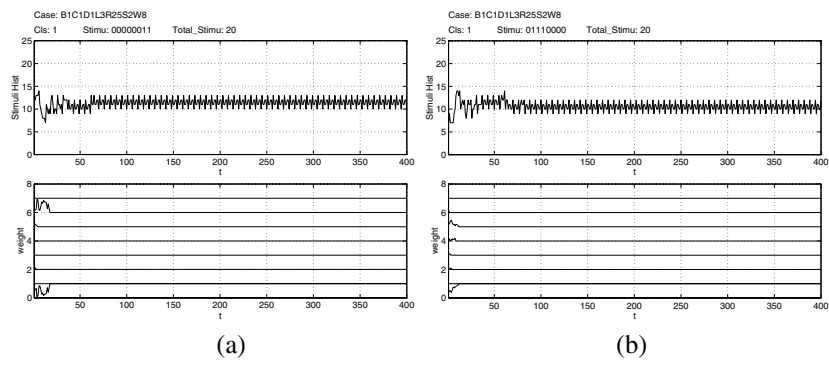 Case: B1C1D1L3R25S2W8
Cls: 1 Stimu: 00000011 Total_Stimu: 20
25
20
15
10
5
0
Stimuli Hist
50 100 150 200 250 300 350 400
t
8
6
4
2
0
weight
50 100 150 200 250 300 350 400
t
(a)
Case: B1C1D1L3R25S2W8
Cls: 1 Stimu: 01110000 Total_Stimu: 20
25
20
15
10
5
0
Stimuli Hist
50 100 150 200 250 300 350 400
t
8
6
4
2
0
weight
50 100 150 200 250 300 350 400
t
(b)